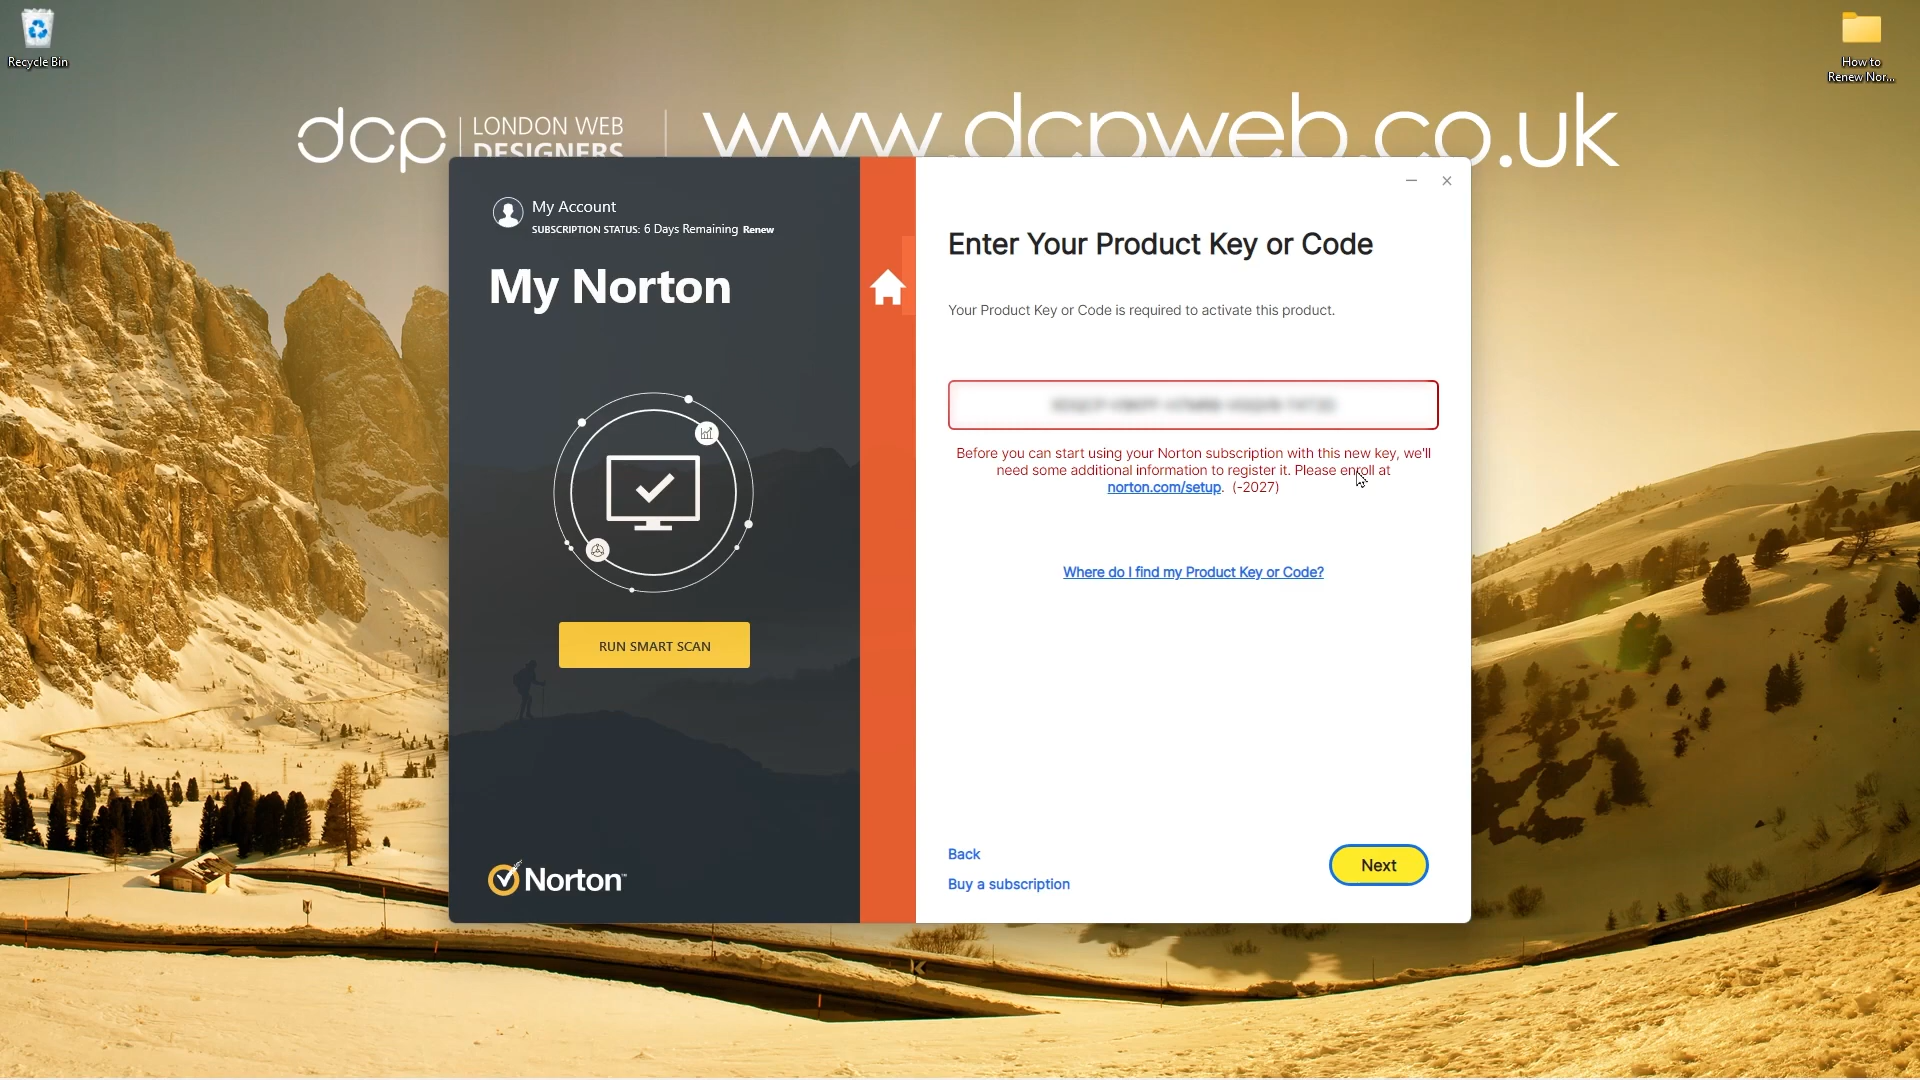 Recycle Bin
How to
Renew Nor...
dcp
LONDON WEB
DESIGNERS
www.dcpweb.co.uk
My Account
SUBSCRIPTION STATUS: 6 Days Remaining Renew
My Norton
RUN SMART SCAN
Norton™
Enter Your Product Key or Code
Your Product Key or Code is required to activate this product.
Before you can start using your Norton subscription with this new key, we'll
need some additional information to register it. Please enroll at
norton.com/setup. (-2027)
Where do I find my Product Key or Code?
Back
Buy a subscription
Next